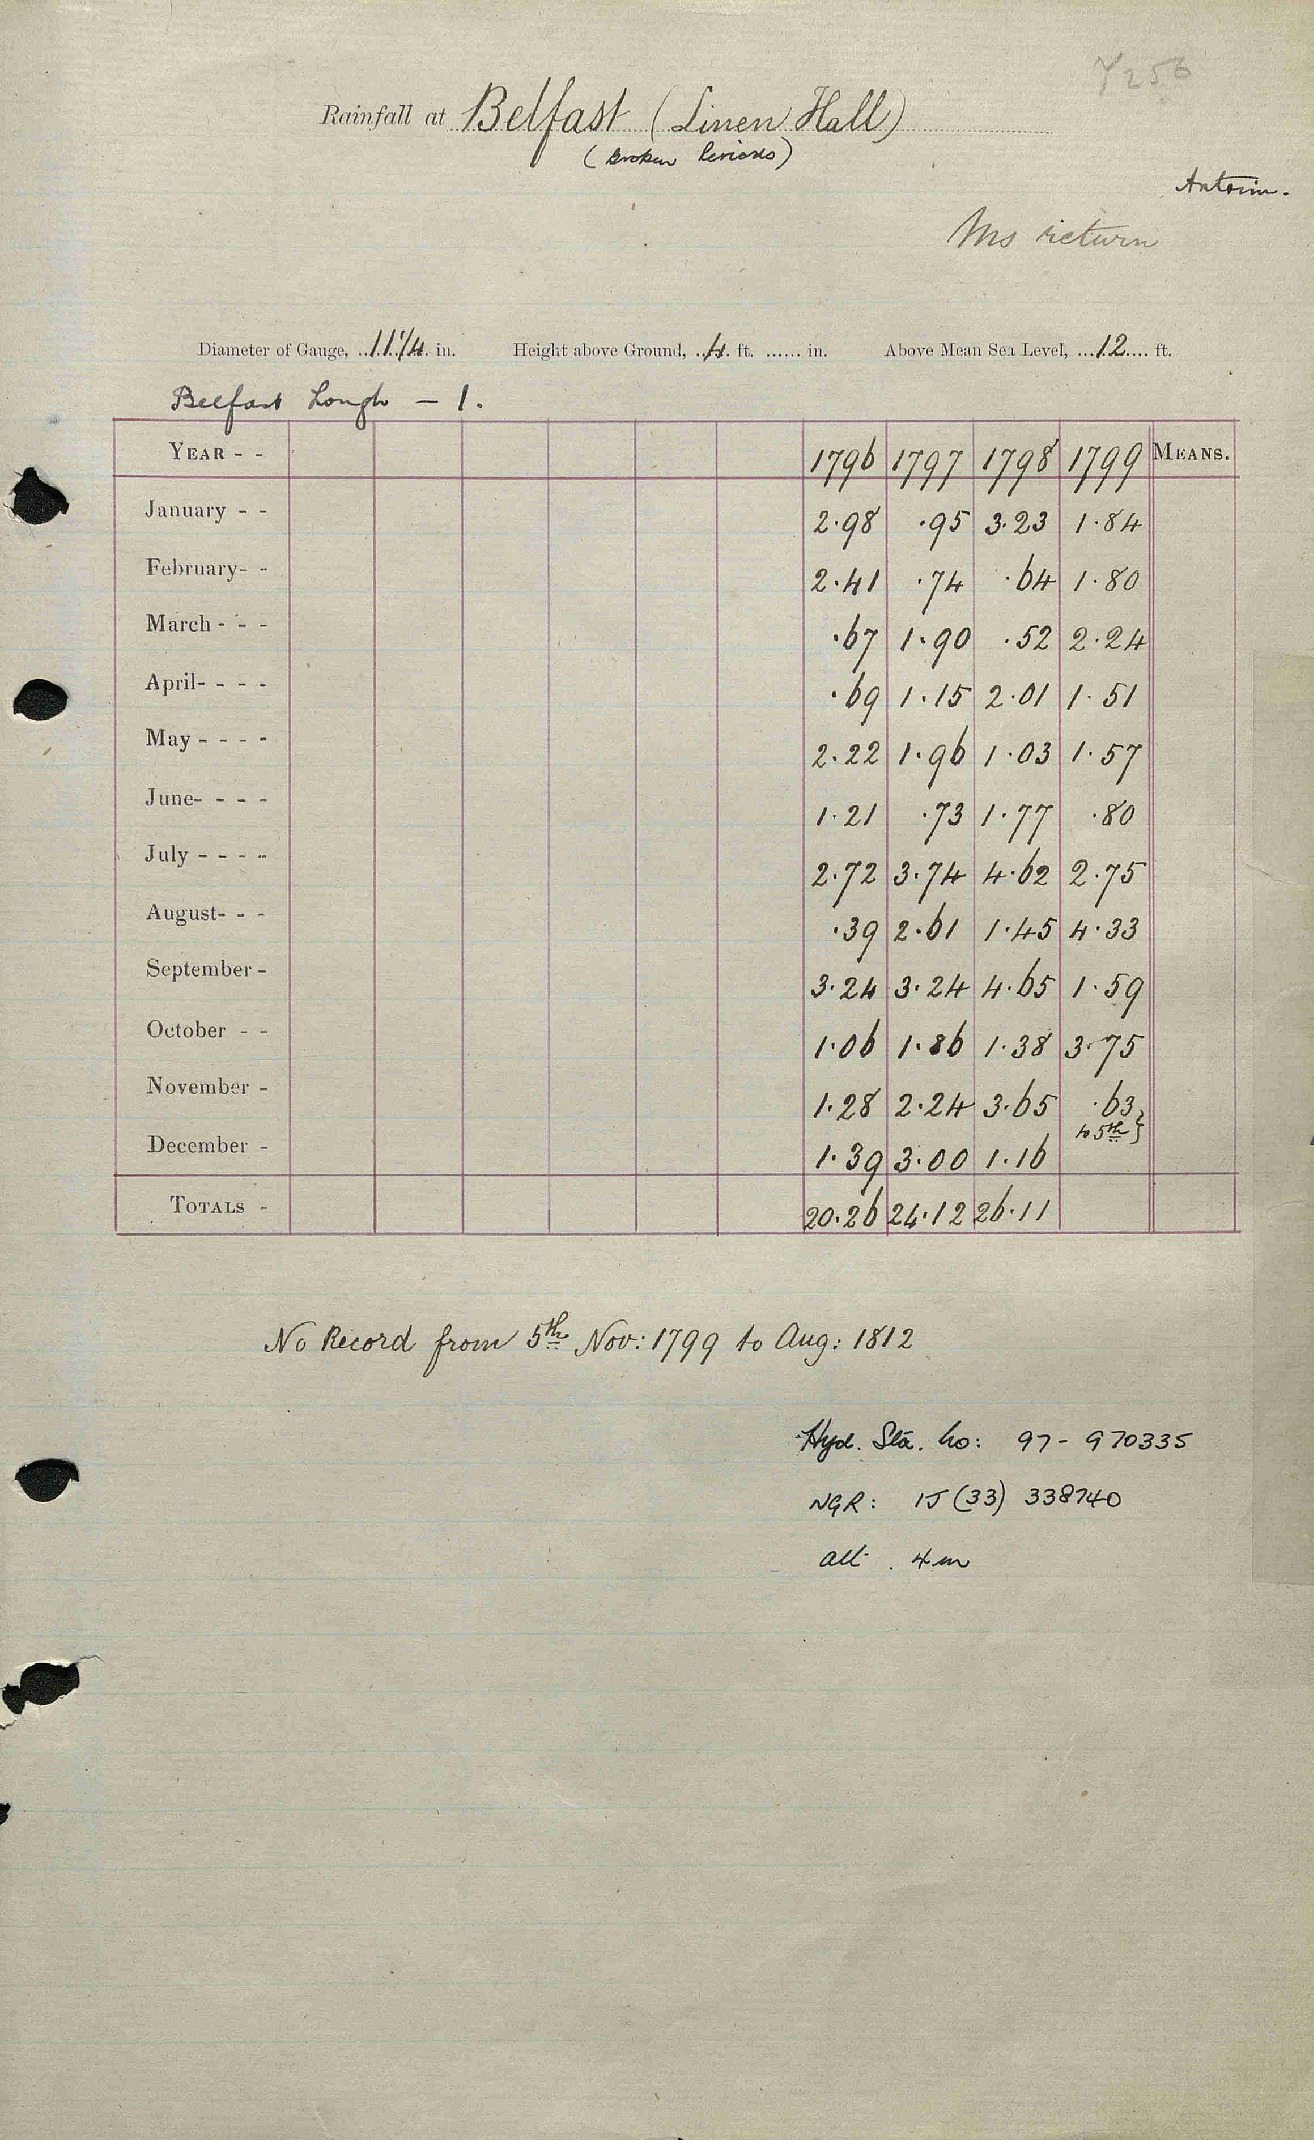 Y256
Rainfall at Belfast (Linen Hall)
(Broken Periods)
Antrim.
Ms return
Diameter of Gauge, 11 1/4 in. Height above Ground, 4 ft. ...... in. Above Mean Sea Level, 12 ft.
Belfast Lough - 1.
YEAR - - 1796 1797 1798 1799 MEANS.
January - - 2.98 .95 3.23 1.84
February - - 2.41 .74 .64 1.80
March - - - .67 1.90 .52 2.24
April - - - - .69 1.15 2.01 1.51
May - - - - 2.22 1.96 1.03 1.57
June - - - - 1.21 .73 1.77 .80
July - - - - 2.72 3.74 4.62 2.75
August - - - .39 2.61 1.45 4.33
September - 3.24 3.24 4.65 1.59
October - - 1.06 1.86 1.38 3.75
November - 1.28 2.24 3.65 .63 }
to 5th
December - 1.39 3.00 1.16
TOTALS - 20.26 24.12 26.11
No Record from 5th Nov: 1799 to Aug: 1812
Hyd. Sta. No: 97-970335
NGR: IJ (33) 338740
alt. 4m